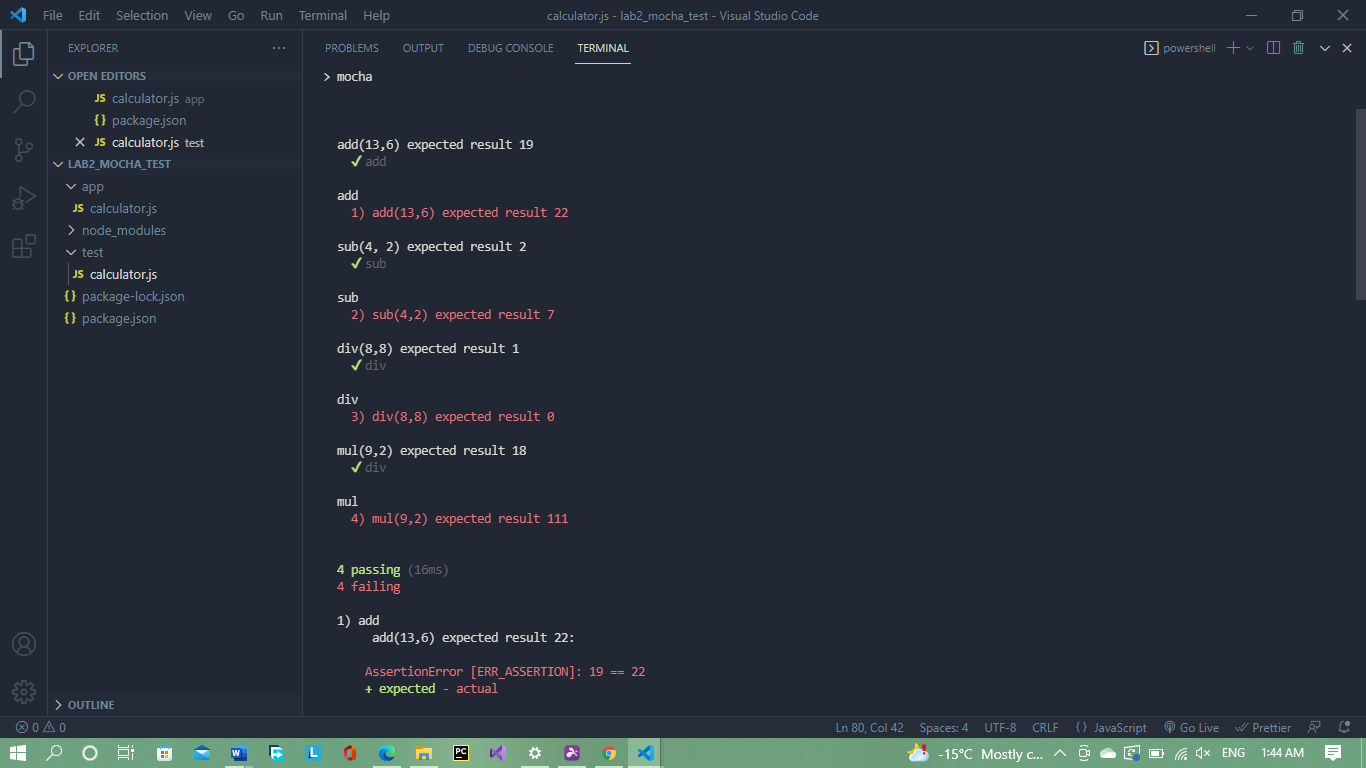 File Edit Selection View Go Run Terminal Help calculator.js - lab2_mocha_test - Visual Studio Code
EXPLORER
OPEN EDITORS
JS calculator.js app
{} package.json
JS calculator.js test
LAB2_MOCHA_TEST
app
JS calculator.js
node_modules
test
JS calculator.js
{} package-lock.json
{} package.json
OUTLINE
PROBLEMS OUTPUT DEBUG CONSOLE TERMINAL powershell
> mocha
add(13,6) expected result 19
✓ add
add
1) add(13,6) expected result 22
sub(4, 2) expected result 2
✓ sub
sub
2) sub(4,2) expected result 7
div(8,8) expected result 1
✓ div
div
3) div(8,8) expected result 0
mul(9,2) expected result 18
✓ div
mul
4) mul(9,2) expected result 111
4 passing (16ms)
4 failing
1) add
add(13,6) expected result 22:
AssertionError [ERR_ASSERTION]: 19 == 22
+ expected - actual
0 0 Ln 80, Col 42 Spaces: 4 UTF-8 CRLF {} JavaScript Go Live Prettier
W L PC -15°C Mostly c... ENG 1:44 AM